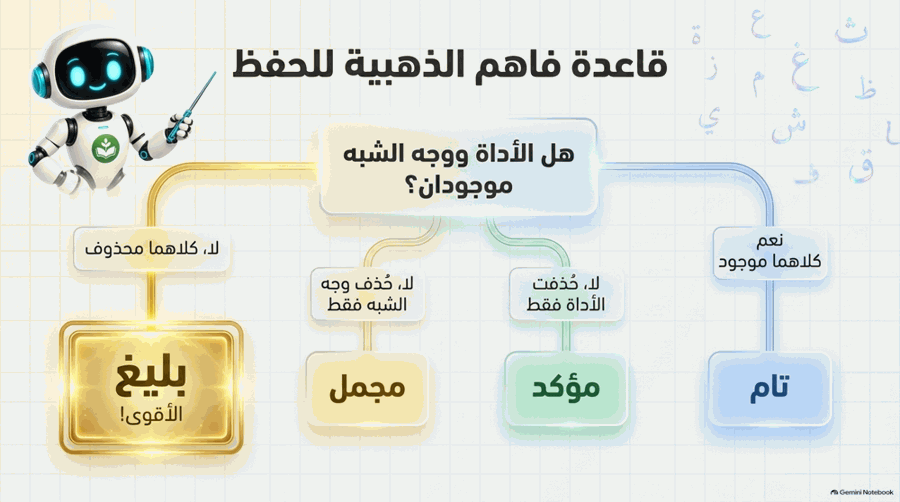 قاعدة فاهم الذهبية للحفظ
هل الأداة ووجه الشبه
موجودان؟
نعم
كلاهما موجود
لا، حُذفت
الأداة فقط
لا، حُذف وجه
الشبه فقط
لا، كلاهما محذوف
تام
مؤكد
مجمل
بليغ
الأقوى!
ث
ع
ة
غ
ز
م
ظ
ي
ش
ق
ف
Gemini Notebook